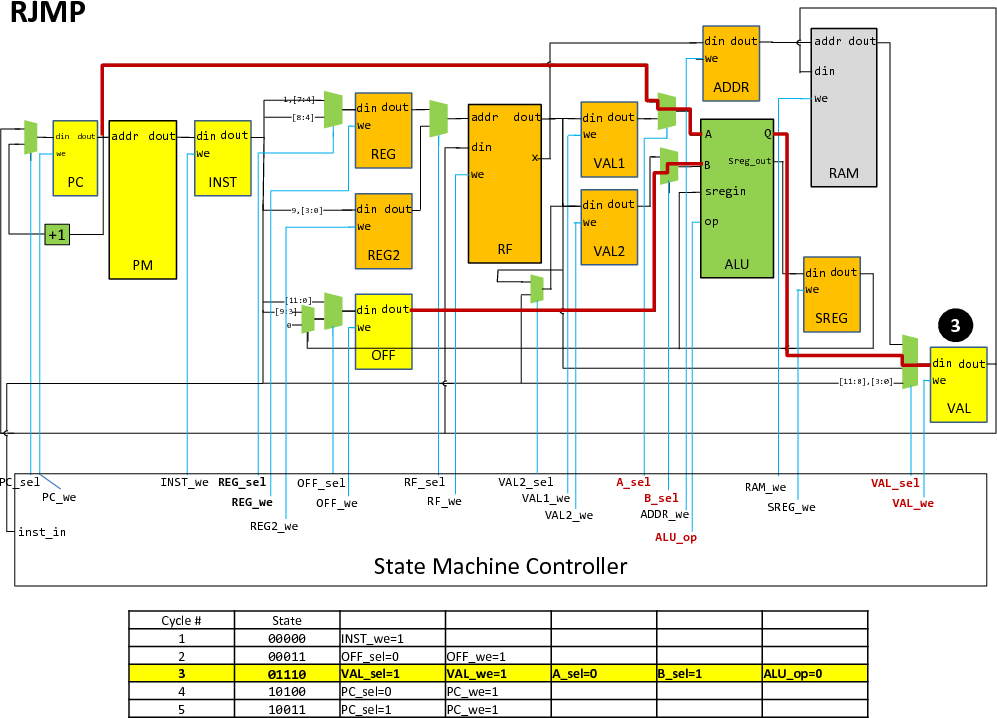 RJMP
din dout
we
PC
+1
addr dout
PM
din dout
we
INST
1,[7:4]
[8:4]
9,[3:0]
[11:0]
[9:3]
0
din dout
we
REG
din dout
we
REG2
din dout
we
OFF
addr dout
din
x
we
RF
din dout
we
VAL1
din dout
we
VAL2
din dout
we
ADDR
A Q
Sreg_out
B
sregin
op
ALU
addr dout
din
we
RAM
din dout
we
SREG
3
din dout
we
VAL
[11:8],[3:0]
PC_sel
PC_we
INST_we
REG_sel
REG_we
REG2_we
OFF_sel
OFF_we
RF_sel
RF_we
VAL2_sel
VAL1_we
VAL2_we
A_sel
B_sel
ADDR_we
ALU_op
RAM_we
SREG_we
VAL_sel
VAL_we
inst_in
State Machine Controller
Cycle # State
1 00000 INST_we=1
2 00011 OFF_sel=0 OFF_we=1
3 01110 VAL_sel=1 VAL_we=1 A_sel=0 B_sel=1 ALU_op=0
4 10100 PC_sel=0 PC_we=1
5 10011 PC_sel=1 PC_we=1